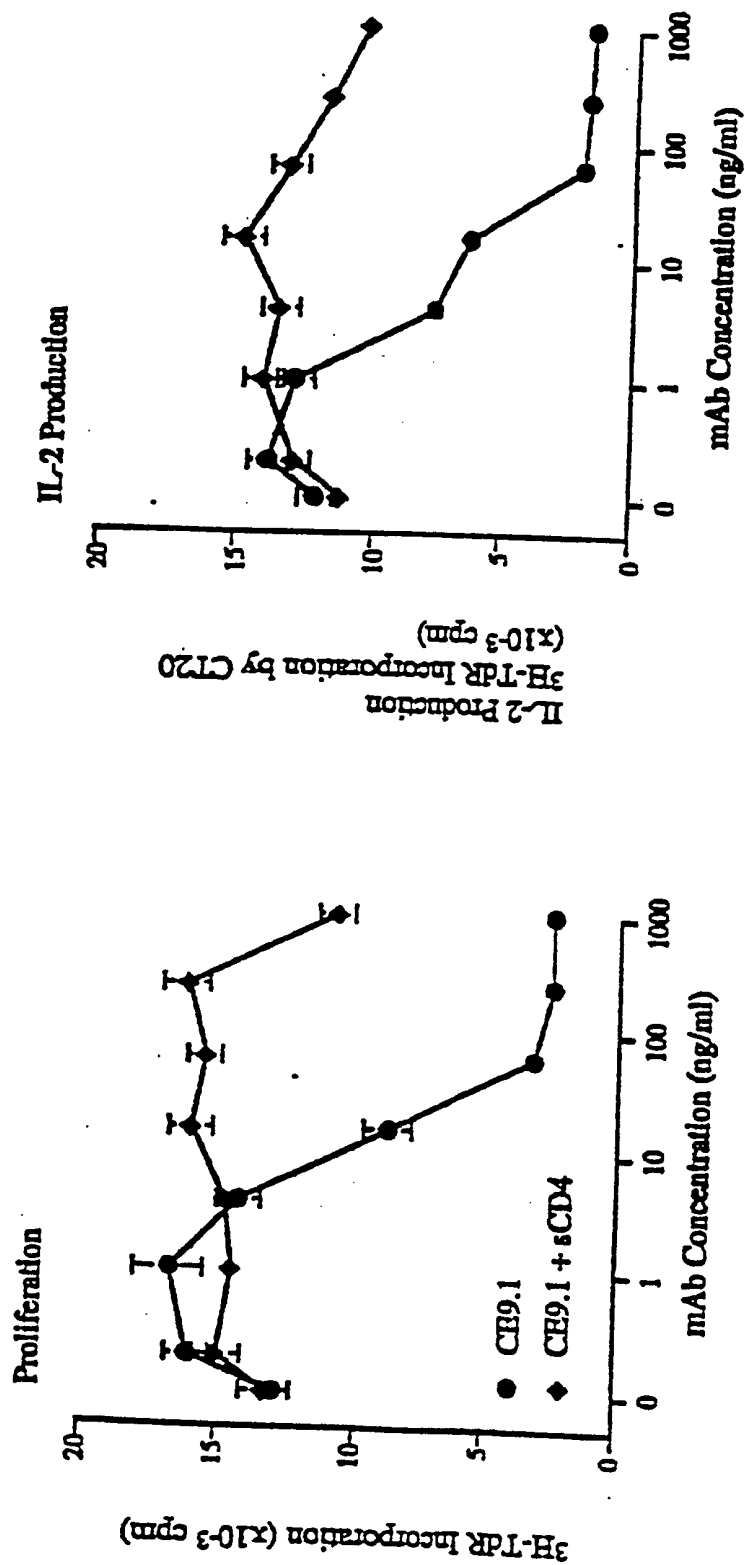 Proliferation
3H-TdR Incorporation (x10-3 cpm)
20
15
10
5
0
0
1
10
100
1000
mAb Concentration (ng/ml)
CE9.1
CE9.1 + sCD4
IL-2 Production
IL-2 Production
3H-TdR Incorporation by CT20
(x10-3 cpm)
20
15
10
5
0
0
1
10
100
1000
mAb Concentration (ng/ml)